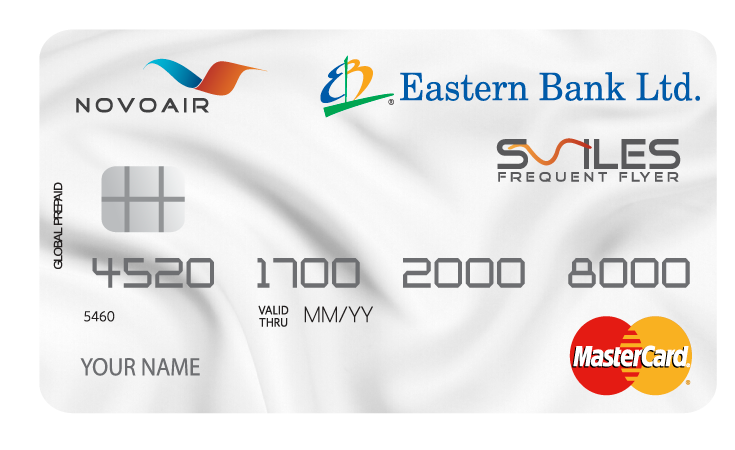 NOVOAIR
EB
® Eastern Bank Ltd.
SMILES
FREQUENT FLYER
GLOBAL PREPAID
4520 1700 2000 8000
5460
VALID THRU MM/YY
YOUR NAME
MasterCard®